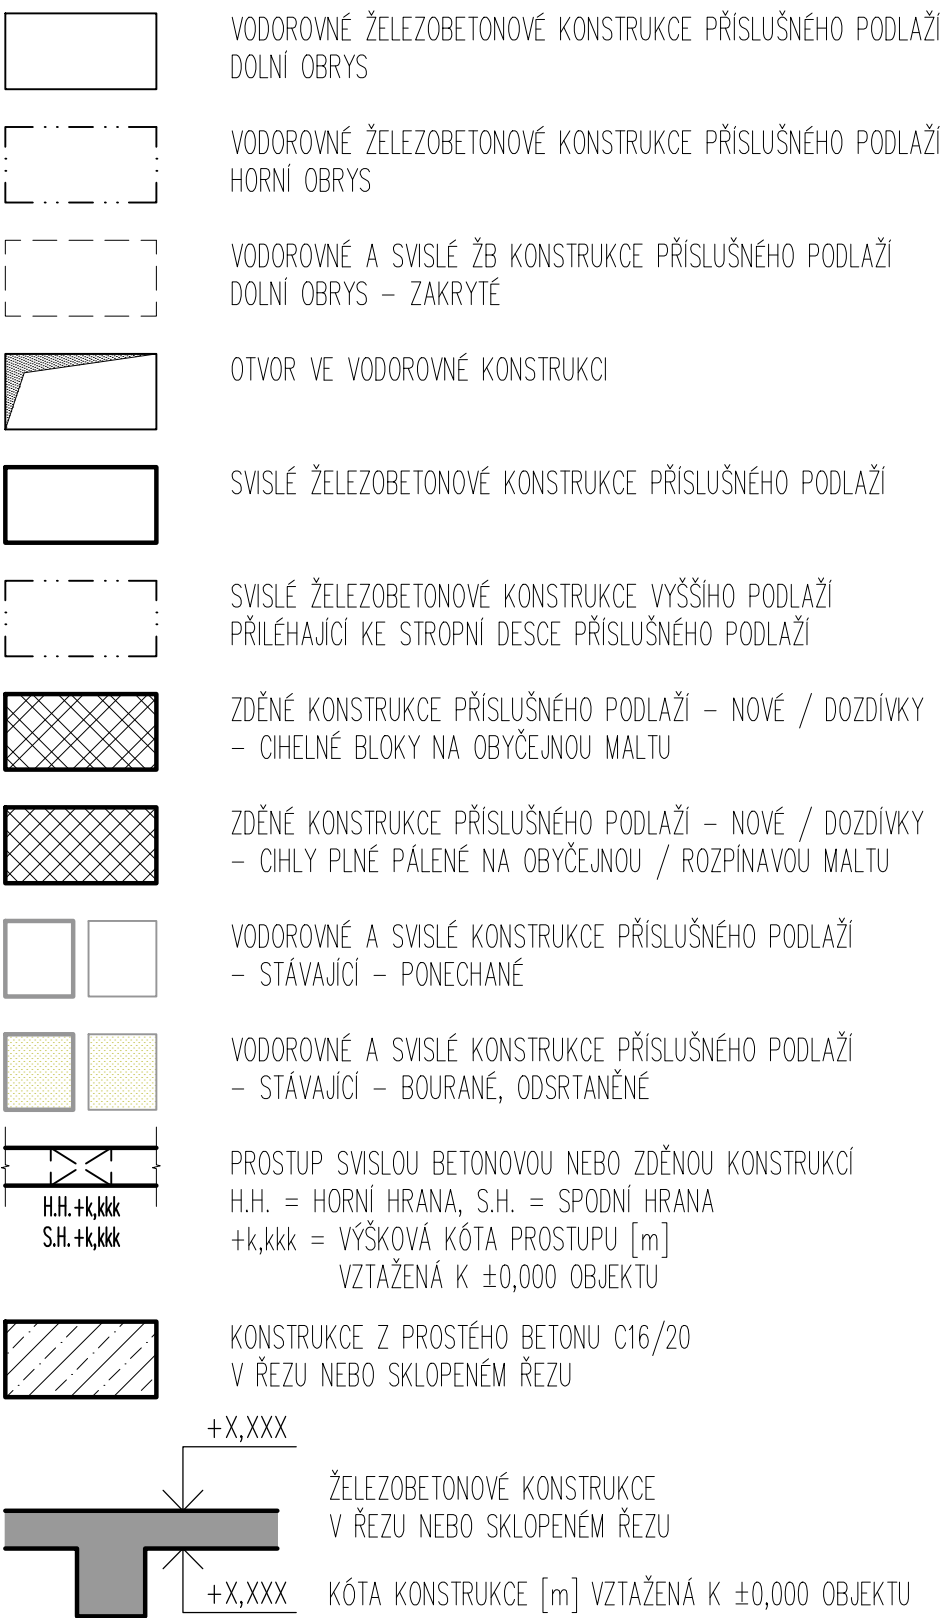 VODOROVNÉ ŽELEZOBETONOVÉ KONSTRUKCE PŘÍSLUŠNÉHO PODLAŽÍ
DOLNÍ OBRYS
VODOROVNÉ ŽELEZOBETONOVÉ KONSTRUKCE PŘÍSLUŠNÉHO PODLAŽÍ
HORNÍ OBRYS
VODOROVNÉ A SVISLÉ ŽB KONSTRUKCE PŘÍSLUŠNÉHO PODLAŽÍ
DOLNÍ OBRYS – ZAKRYTÉ
OTVOR VE VODOROVNÉ KONSTRUKCI
SVISLÉ ŽELEZOBETONOVÉ KONSTRUKCE PŘÍSLUŠNÉHO PODLAŽÍ
SVISLÉ ŽELEZOBETONOVÉ KONSTRUKCE VYŠŠÍHO PODLAŽÍ
PŘILÉHAJÍCÍ KE STROPNÍ DESCE PŘÍSLUŠNÉHO PODLAŽÍ
ZDĚNÉ KONSTRUKCE PŘÍSLUŠNÉHO PODLAŽÍ – NOVÉ / DOZDÍVKY
– CIHELNÉ BLOKY NA OBYČEJNOU MALTU
ZDĚNÉ KONSTRUKCE PŘÍSLUŠNÉHO PODLAŽÍ – NOVÉ / DOZDÍVKY
– CIHLY PLNÉ PÁLENÉ NA OBYČEJNOU / ROZPÍNAVOU MALTU
VODOROVNÉ A SVISLÉ KONSTRUKCE PŘÍSLUŠNÉHO PODLAŽÍ
– STÁVAJÍCÍ – PONECHANÉ
VODOROVNÉ A SVISLÉ KONSTRUKCE PŘÍSLUŠNÉHO PODLAŽÍ
– STÁVAJÍCÍ – BOURANÉ, ODSRTANĚNÉ
H.H. +k,kkk
S.H. +k,kkk
PROSTUP SVISLOU BETONOVOU NEBO ZDĚNOU KONSTRUKCÍ
H.H. = HORNÍ HRANA, S.H. = SPODNÍ HRANA
+k,kkk = VÝŠKOVÁ KÓTA PROSTUPU [m]
VZTAŽENÁ K ±0,000 OBJEKTU
KONSTRUKCE Z PROSTÉHO BETONU C16/20
V ŘEZU NEBO SKLOPENÉM ŘEZU
+X,XXX
ŽELEZOBETONOVÉ KONSTRUKCE
V ŘEZU NEBO SKLOPENÉM ŘEZU
+X,XXX
KÓTA KONSTRUKCE [m] VZTAŽENÁ K ±0,000 OBJEKTU